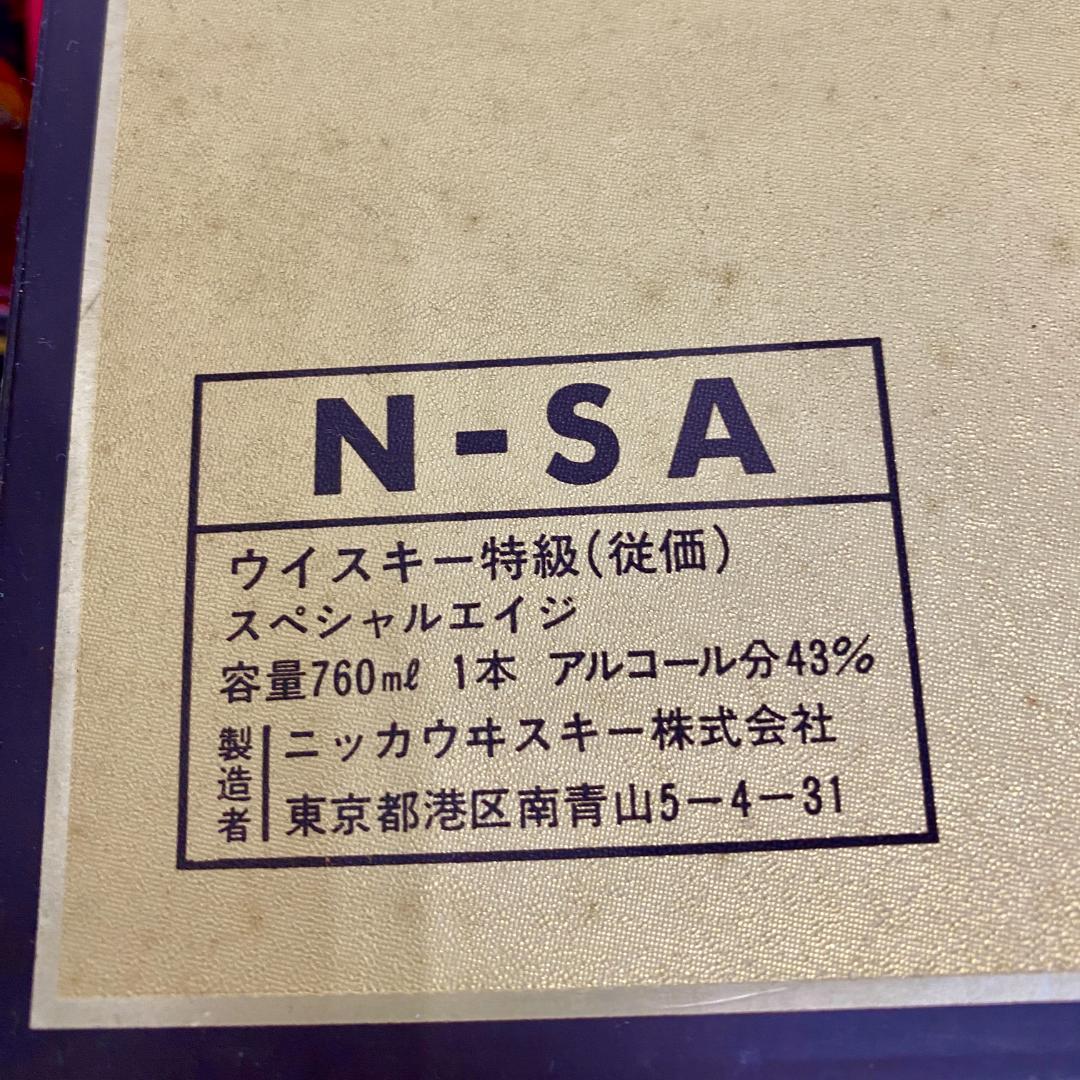 N-SA
ウイスキー特級(従価)
スペシャルエイジ
容量760㎖ 1本 アルコール分43%
製造者
ニッカウヰスキー株式会社
東京都港区南青山5-4-31